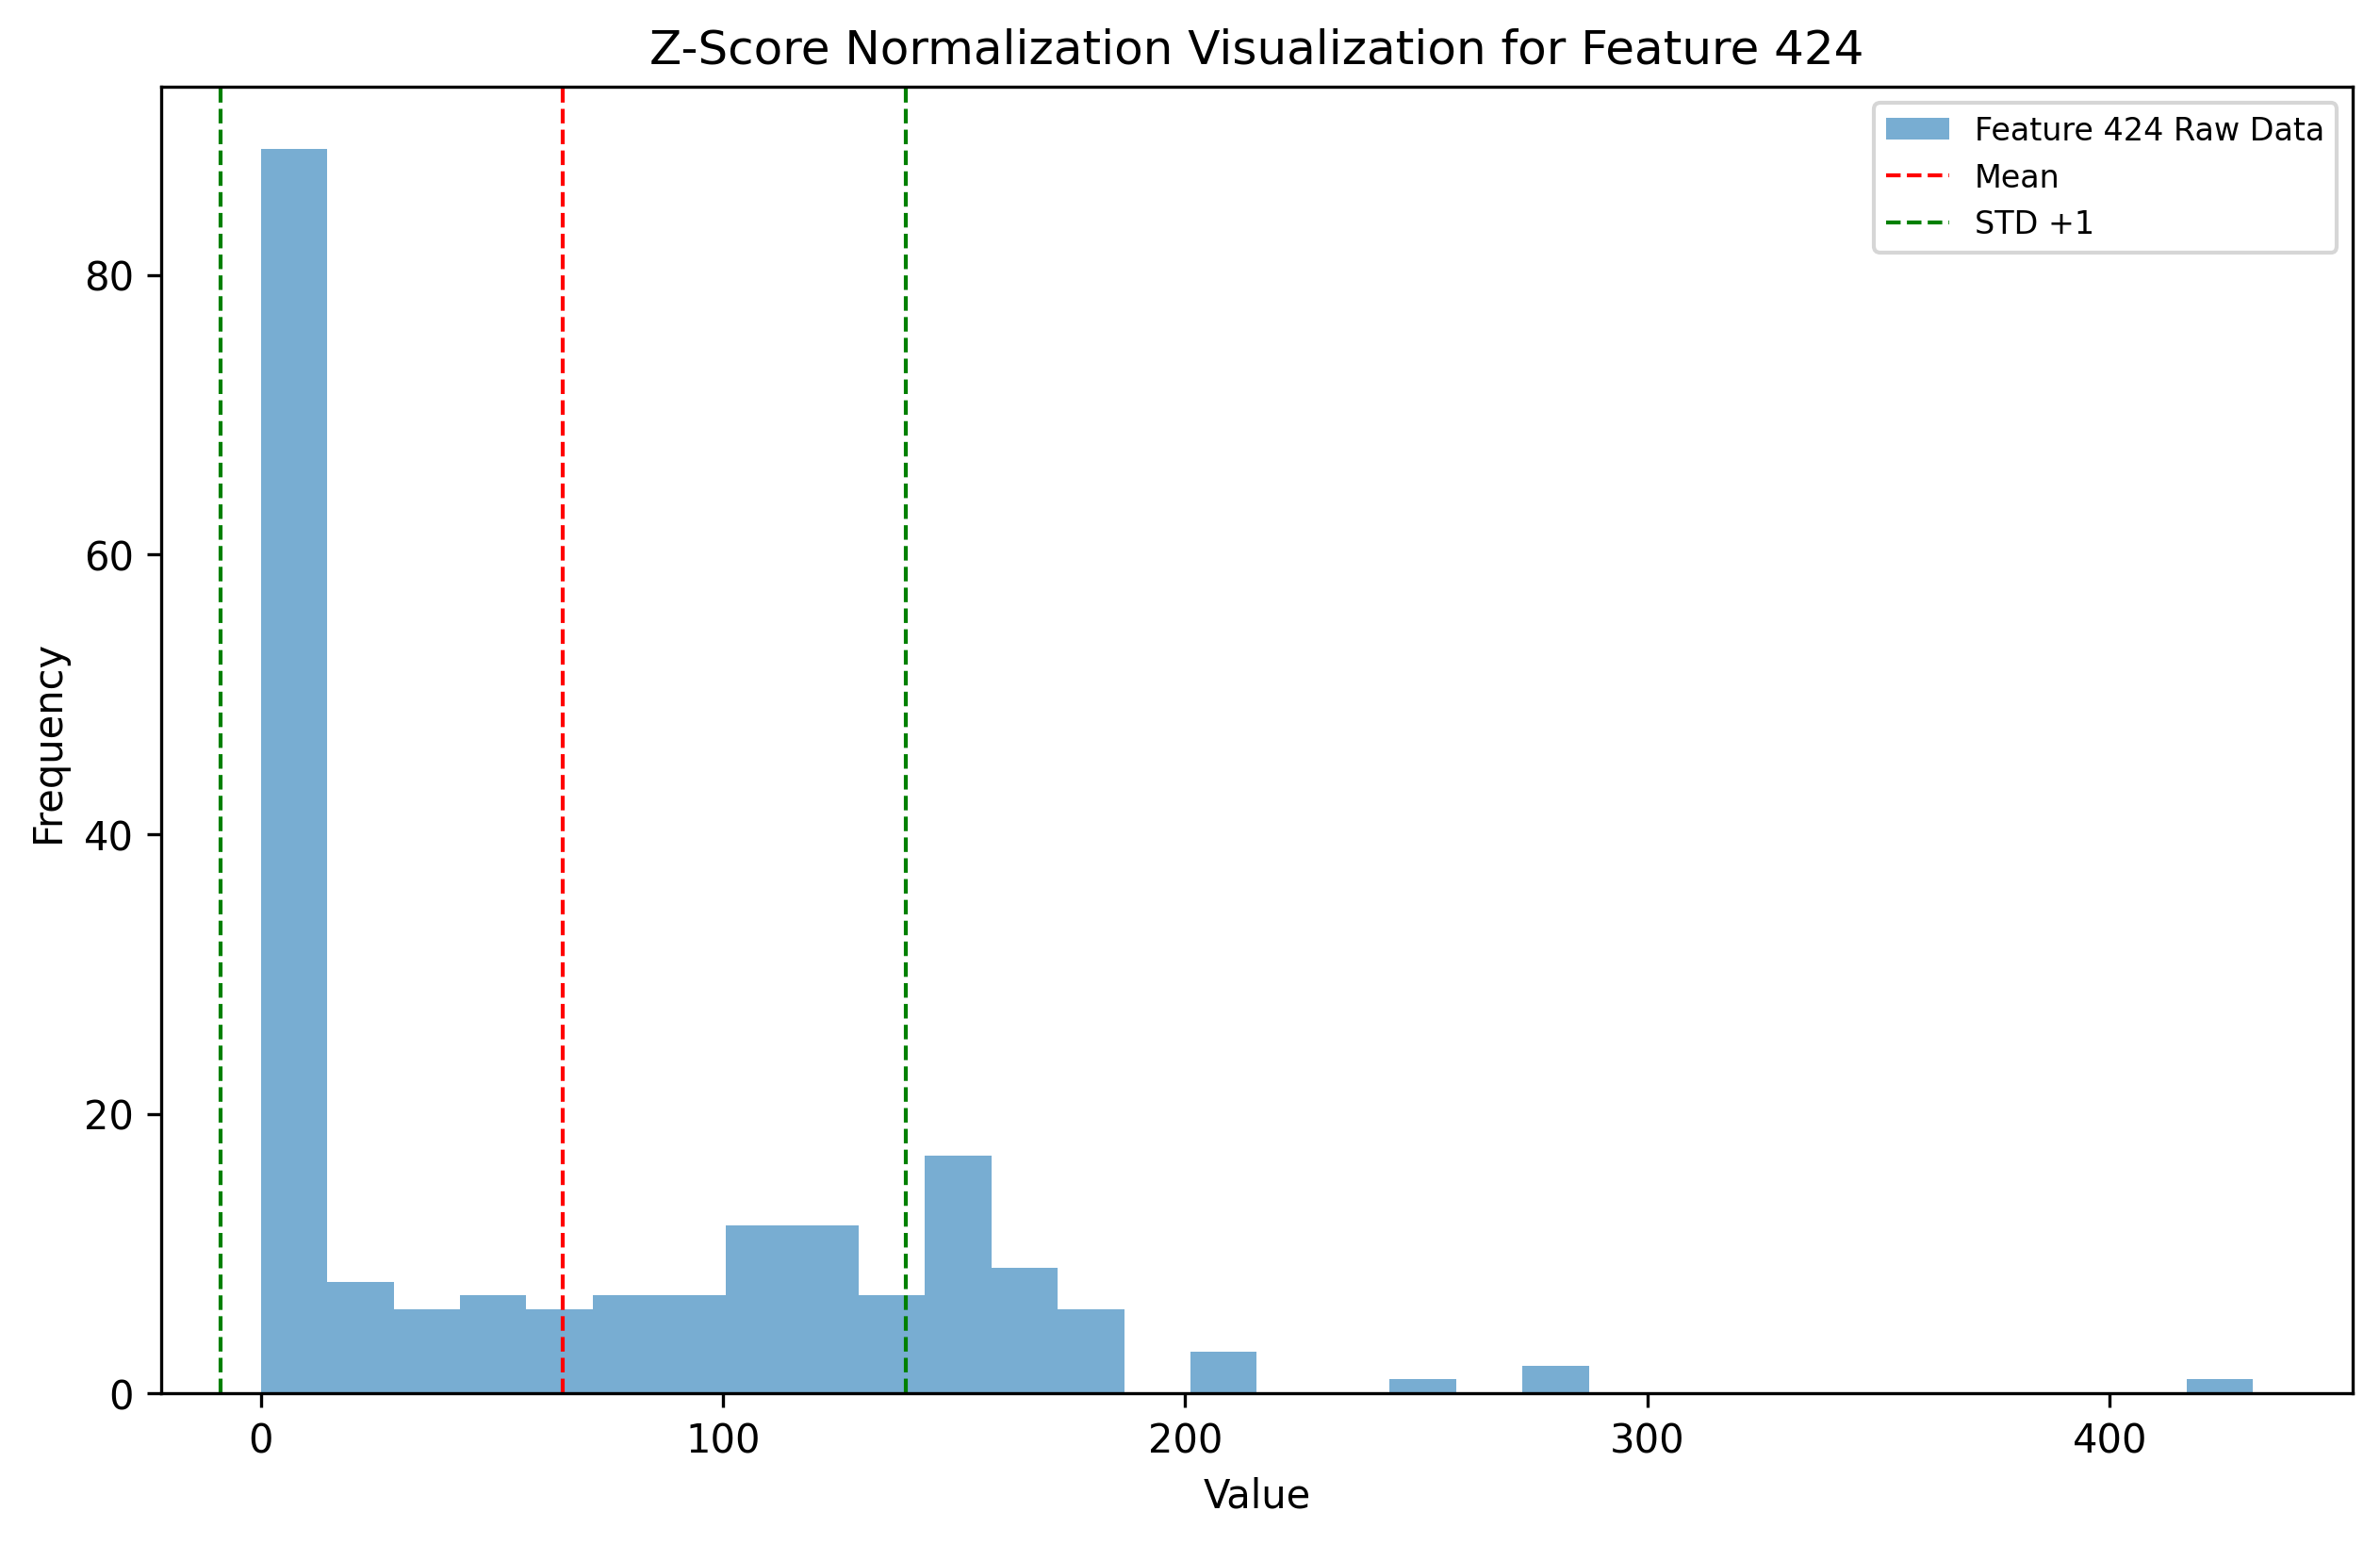 Z-Score Normalization Visualization for Feature 424
Feature 424 Raw Data
Mean
STD +1
Frequency
80
60
40
20
0
0 100 200 300 400
Value